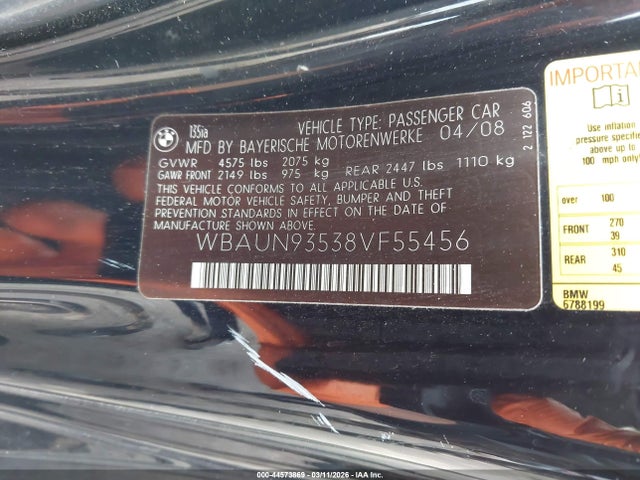 BMW
135ia
VEHICLE TYPE: PASSENGER CAR
MFD BY BAYERISCHE MOTORENWERKE 04/08
GVWR 4575 lbs 2075 kg
GAWR FRONT 2149 lbs 975 kg REAR 2447 lbs 1110 kg
THIS VEHICLE CONFORMS TO ALL APPLICABLE U.S.
FEDERAL MOTOR VEHICLE SAFETY, BUMPER AND THEFT
PREVENTION STANDARDS IN EFFECT ON THE DATE OF
MANUFACTURE SHOWN ABOVE.
WBAUN93538VF55456
2 122 606
IMPORTA
Use inflation
pressure specifie
above to
100 mph only!
over 100
FRONT 270
39
REAR 310
45
BMW
6788199
000-44573869 - 03/11/2026 - IAA Inc.